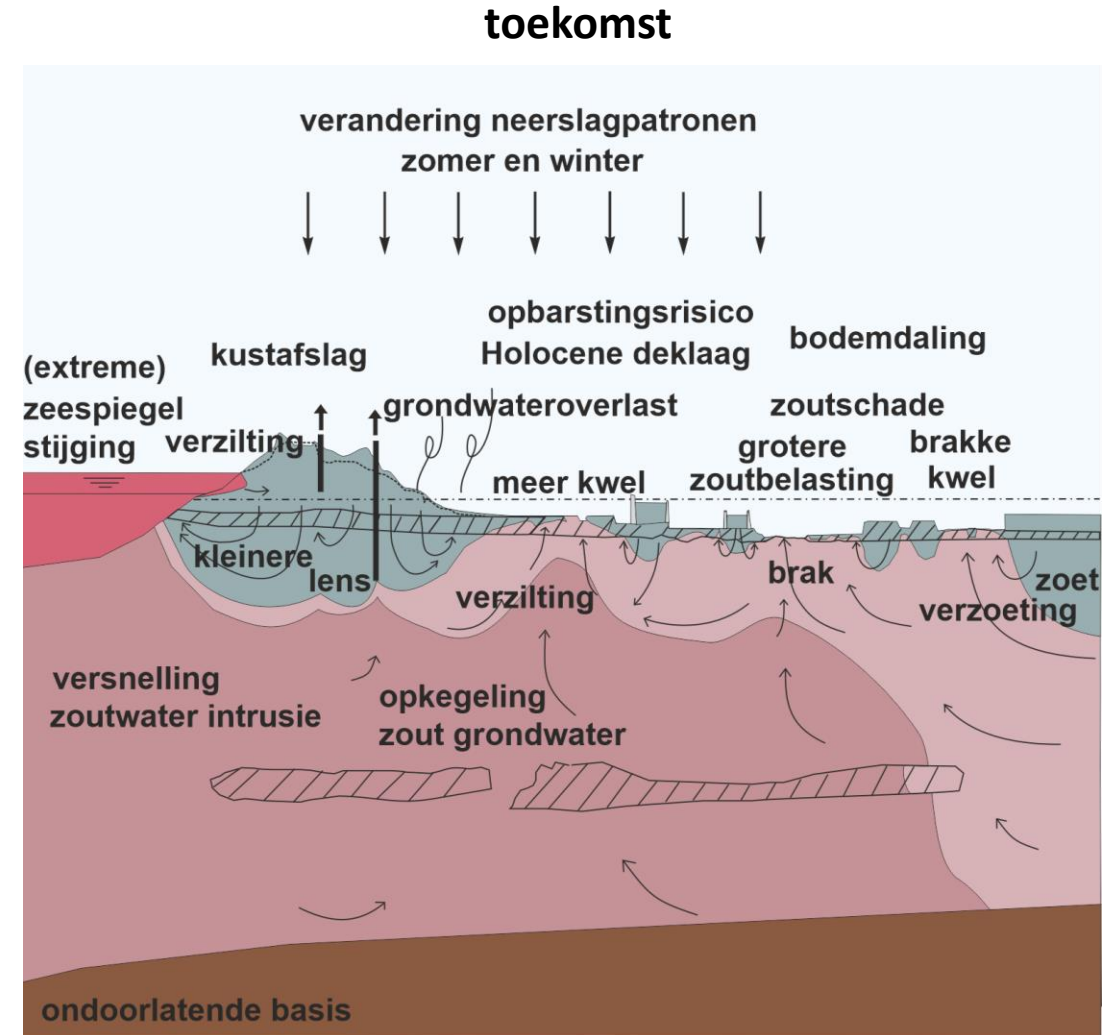 toekomst
verandering neerslagpatronen
zomer en winter
opbarstingsrisico
Holocene deklaag
bodemdaling
kustafslag
(extreme)
zeespiegel
stijging
verzilting
grondwateroverlast
zoutschade
grotere
zoutbelasting
brakke
kwel
meer kwel
kleinere
lens
verzilting
brak
zoet
verzoeting
versnelling
zoutwater intrusie
opkegeling
zout grondwater
ondoorlatende basis